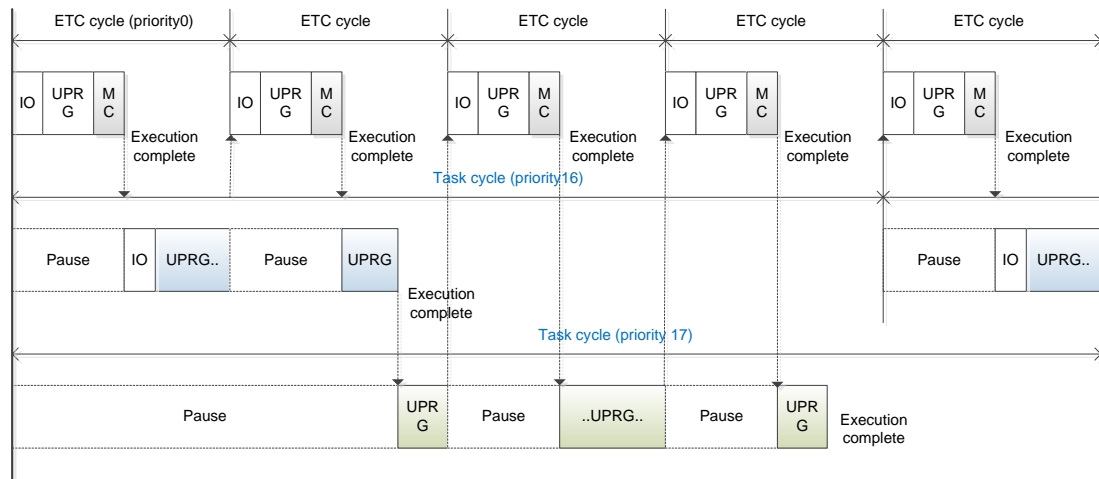 ETC cycle (priority0)
ETC cycle
ETC cycle
ETC cycle
ETC cycle
IO
UPR
G
M
C
IO
UPR
G
M
C
IO
UPR
G
M
C
IO
UPR
G
M
C
IO
UPR
G
M
C
Execution
complete
Execution
complete
Execution
complete
Execution
complete
Execution
complete
Task cycle (priority16)
Pause
IO
UPRG..
Pause
UPRG
Pause
IO
UPRG..
Execution
complete
Task cycle (priority 17)
Pause
UPR
G
Pause
..UPRG..
Pause
UPR
G
Execution
complete